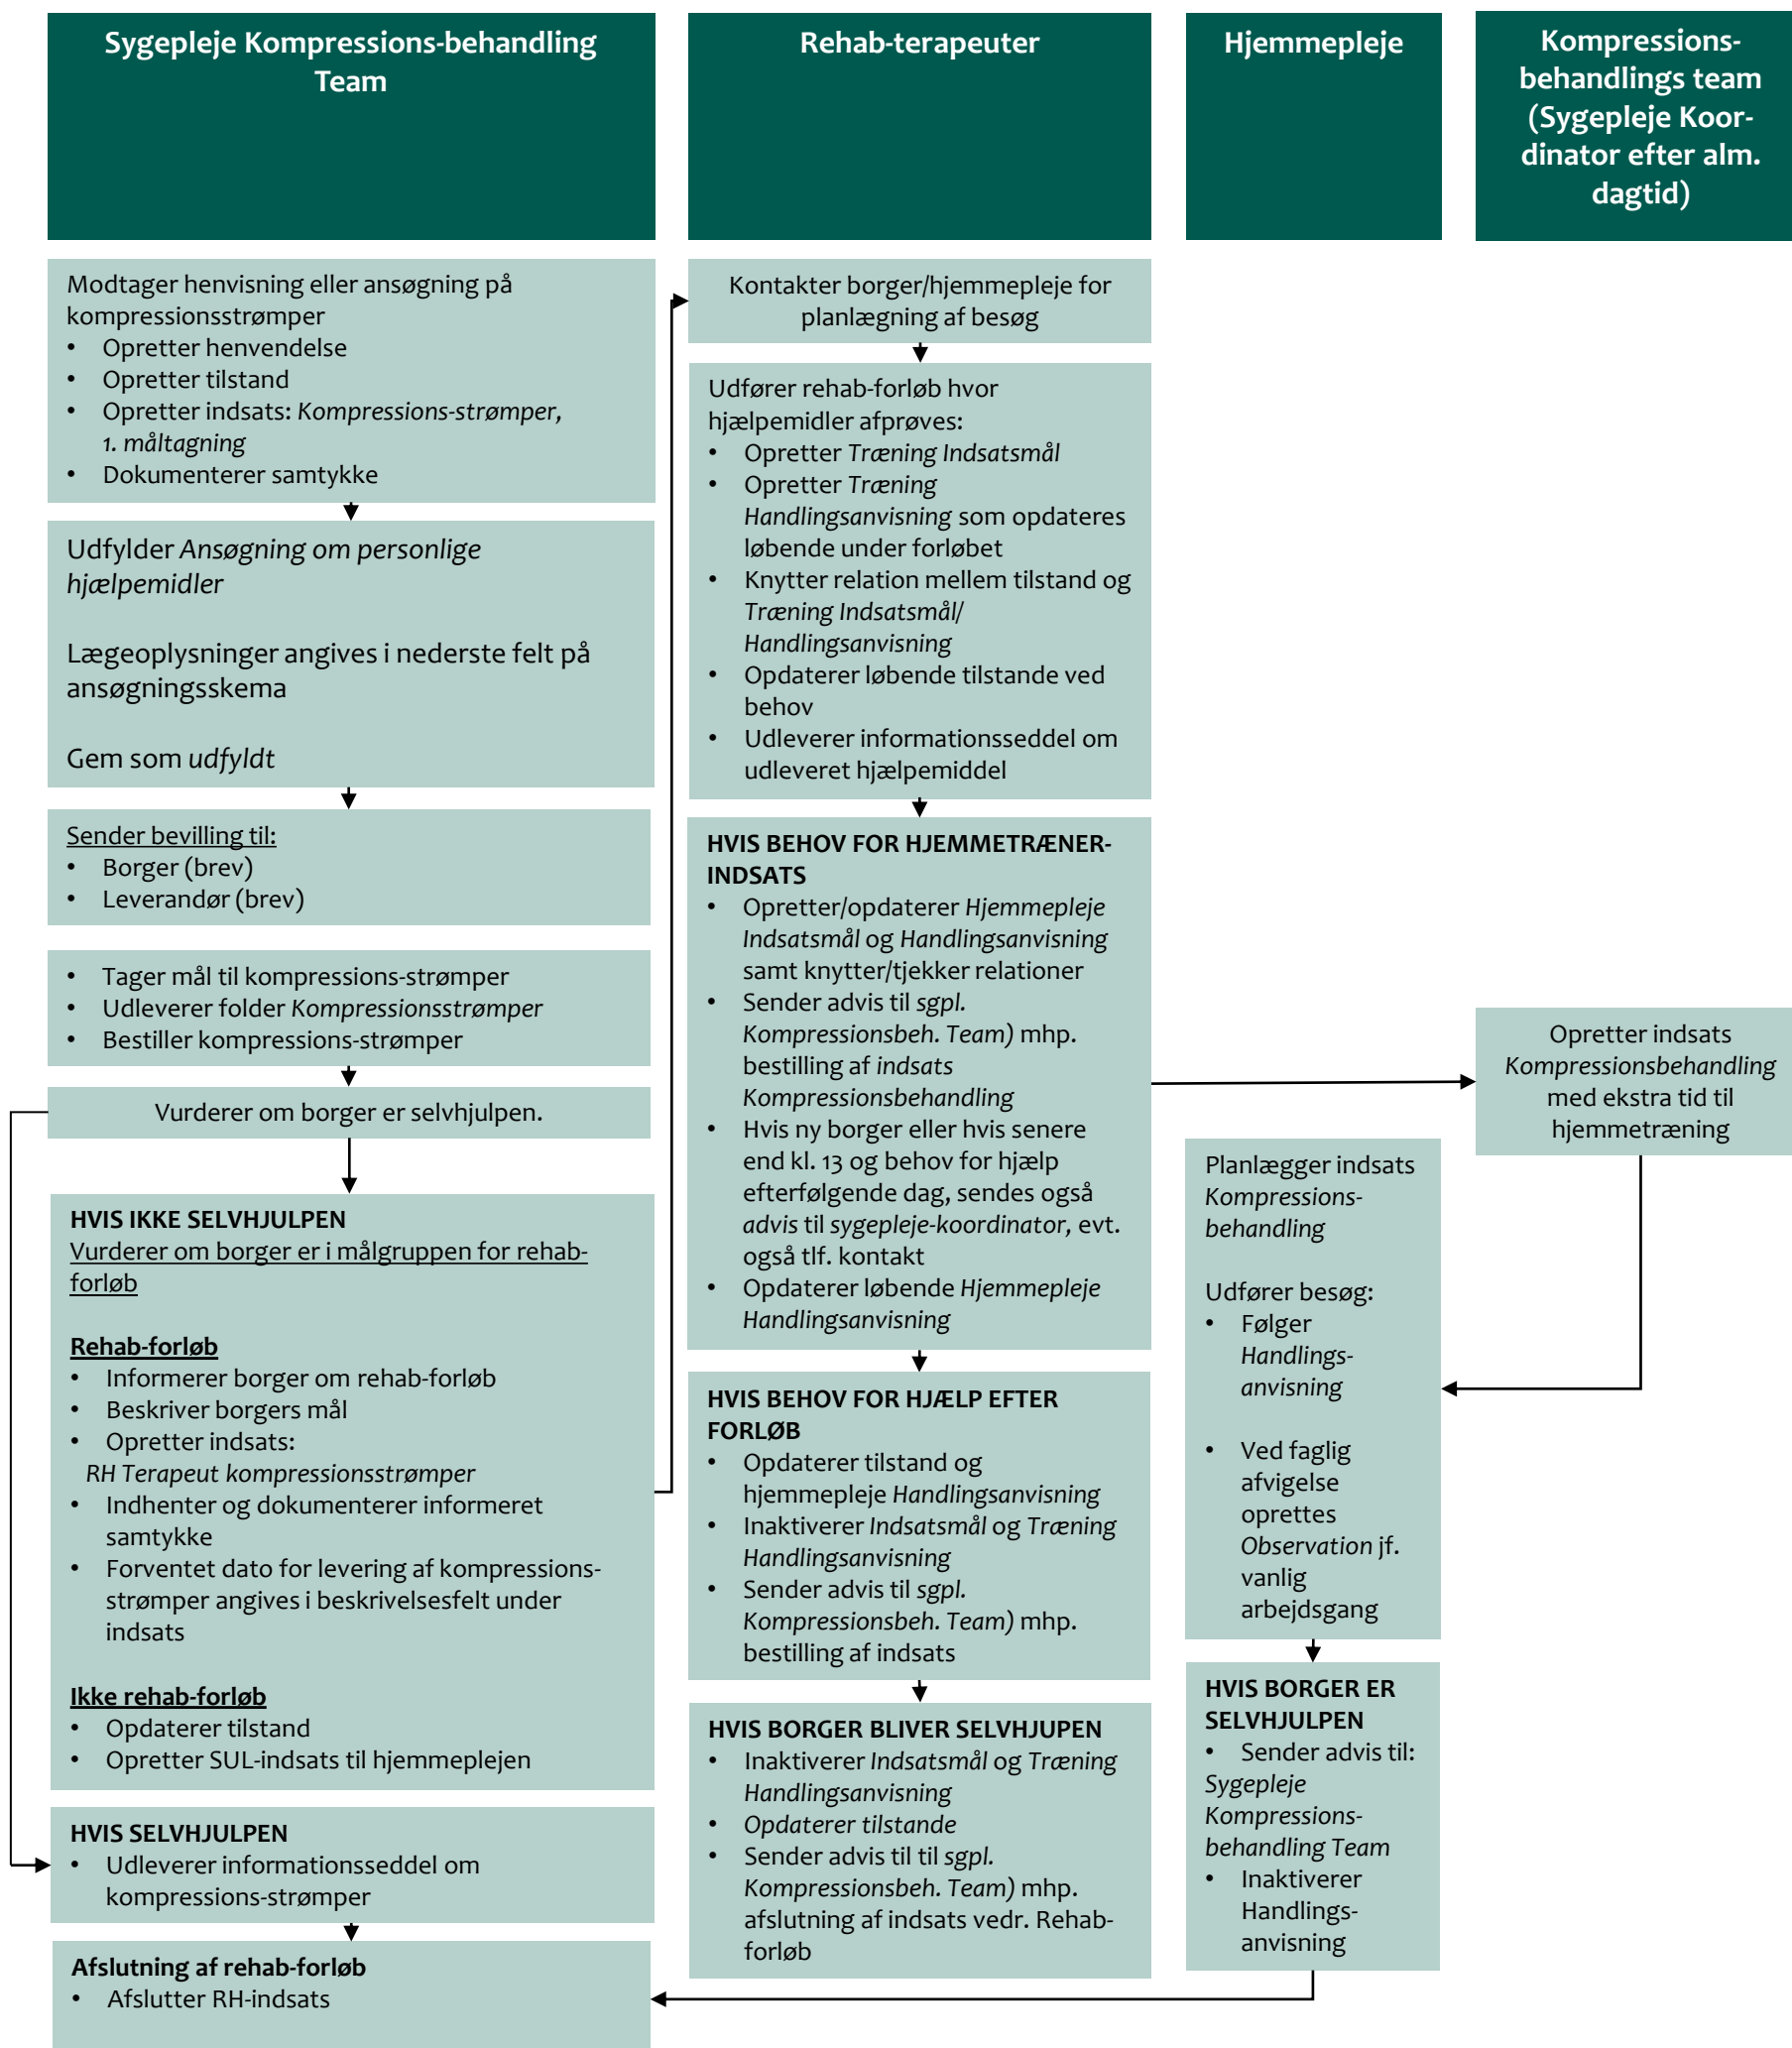 Sygepleje Kompressions-behandling
Team
Rehab-terapeuter
Hjemmepleje
Kompressions-
behandlings team
(Sygepleje Koor-
dinator efter alm.
dagtid)
Modtager henvisning eller ansøgning på
kompressionsstrømper
• Opretter henvendelse
• Opretter tilstand
• Opretter indsats: Kompressions-strømper,
1. måltagning
• Dokumenterer samtykke
Udfylder Ansøgning om personlige
hjælpemidler
Lægeoplysninger angives i nederste felt på
ansøgningsskema
Gem som udfyldt
Sender bevilling til:
• Borger (brev)
• Leverandør (brev)
• Tager mål til kompressions-strømper
• Udleverer folder Kompressionsstrømper
• Bestiller kompressions-strømper
Vurderer om borger er selvhjulpen.
HVIS IKKE SELVHJULPEN
Vurderer om borger er i målgruppen for rehab-
forløb
Rehab-forløb
• Informerer borger om rehab-forløb
• Beskriver borgers mål
• Opretter indsats:
RH Terapeut kompressionsstrømper
• Indhenter og dokumenterer informeret
samtykke
• Forventet dato for levering af kompressions-
strømper angives i beskrivelsesfelt under
indsats
Ikke rehab-forløb
• Opdaterer tilstand
• Opretter SUL-indsats til hjemmeplejen
HVIS SELVHJULPEN
• Udleverer informationsseddel om
kompressions-strømper
Afslutning af rehab-forløb
• Afslutter RH-indsats
Kontakter borger/hjemmepleje for
planlægning af besøg
Udfører rehab-forløb hvor
hjælpemidler afprøves:
• Opretter Træning Indsatsmål
• Opretter Træning
Handlingsanvisning som opdateres
løbende under forløbet
• Knytter relation mellem tilstand og
Træning Indsatsmål/
Handlingsanvisning
• Opdaterer løbende tilstande ved
behov
• Udleverer informationsseddel om
udleveret hjælpemiddel
HVIS BEHOV FOR HJEMMETRÆNER-
INDSATS
• Opretter/opdaterer Hjemmepleje
Indsatsmål og Handlingsanvisning
samt knytter/tjekker relationer
• Sender advis til sgpl.
Kompressionsbeh. Team) mhp.
bestilling af indsats
Kompressionsbehandling
• Hvis ny borger eller hvis senere
end kl. 13 og behov for hjælp
efterfølgende dag, sendes også
advis til sygepleje-koordinator, evt.
også tlf. kontakt
• Opdaterer løbende Hjemmepleje
Handlingsanvisning
HVIS BEHOV FOR HJÆLP EFTER
FORLØB
• Opdaterer tilstand og
hjemmepleje Handlingsanvisning
• Inaktiverer Indsatsmål og Træning
Handlingsanvisning
• Sender advis til sgpl.
Kompressionsbeh. Team) mhp.
bestilling af indsats
HVIS BORGER BLIVER SELVHJUPEN
• Inaktiverer Indsatsmål og Træning
Handlingsanvisning
• Opdaterer tilstande
• Sender advis til til sgpl.
Kompressionsbeh. Team) mhp.
afslutning af indsats vedr. Rehab-
forløb
Planlægger indsats
Kompressions-
behandling
Udfører besøg:
• Følger
Handlings-
anvisning
• Ved faglig
afvigelse
oprettes
Observation jf.
vanlig
arbejdsgang
HVIS BORGER ER
SELVHJULPEN
• Sender advis til:
Sygepleje
Kompressions-
behandling Team
• Inaktiverer
Handlings-
anvisning
Opretter indsats
Kompressionsbehandling
med ekstra tid til
hjemmetræning